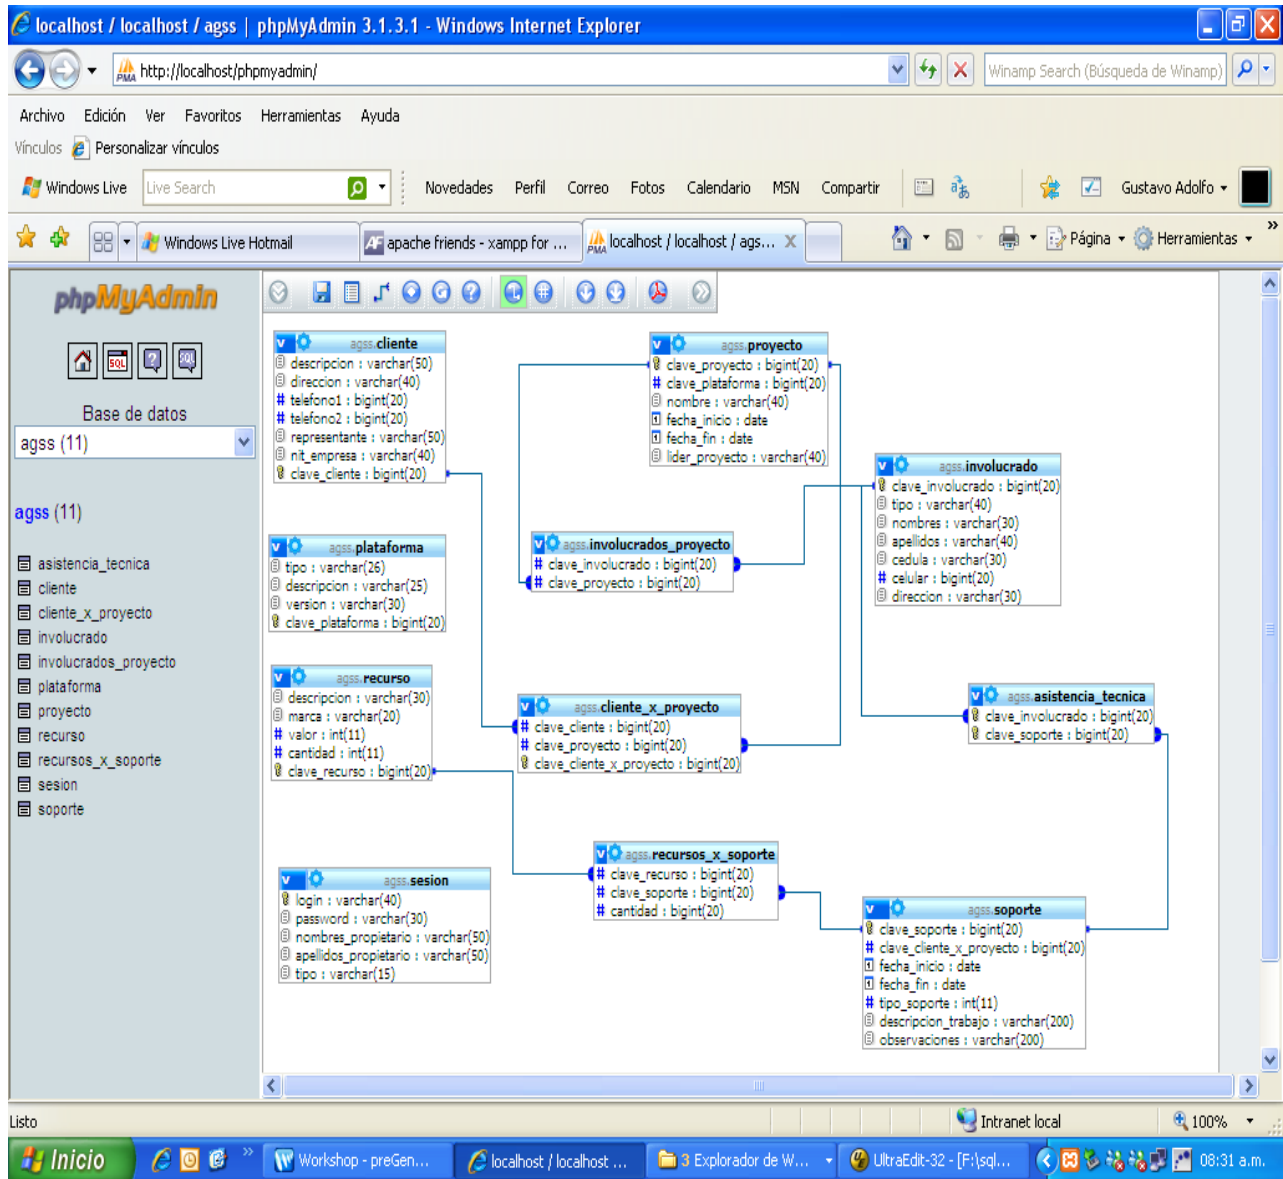 localhost / localhost / agss | phpMyAdmin 3.1.3.1 - Windows Internet Explorer
PMA http://localhost/phpmyadmin/
Winamp Search (Búsqueda de Winamp)
Archivo Edición Ver Favoritos Herramientas Ayuda
Vínculos Personalizar vínculos
Windows Live Live Search Novedades Perfil Correo Fotos Calendario MSN Compartir Gustavo Adolfo
Windows Live Hotmail AF apache friends - xampp for ... PMA localhost / localhost / ags... X Página Herramientas »
phpMyAdmin
SQL SQL
Base de datos
agss (11)
agss (11)
asistencia_tecnica
cliente
cliente_x_proyecto
involucrado
involucrados_proyecto
plataforma
proyecto
recurso
recursos_x_soporte
sesion
soporte
v agss.cliente
descripcion : varchar(50)
direccion : varchar(40)
# telefono1 : bigint(20)
# telefono2 : bigint(20)
representante : varchar(50)
nit_empresa : varchar(40)
clave_cliente : bigint(20)
v agss.proyecto
clave_proyecto : bigint(20)
# clave_plataforma : bigint(20)
nombre : varchar(40)
fecha_inicio : date
fecha_fin : date
lider_proyecto : varchar(40)
v agss.involucrado
clave_involucrado : bigint(20)
tipo : varchar(40)
nombres : varchar(30)
apellidos : varchar(40)
cedula : varchar(30)
# celular : bigint(20)
direccion : varchar(30)
v agss.plataforma
tipo : varchar(26)
descripcion : varchar(25)
version : varchar(30)
clave_plataforma : bigint(20)
v agss.involucrados_proyecto
# clave_involucrado : bigint(20)
# clave_proyecto : bigint(20)
v agss.recurso
descripcion : varchar(30)
marca : varchar(20)
# valor : int(11)
# cantidad : int(11)
clave_recurso : bigint(20)
v agss.cliente_x_proyecto
# clave_cliente : bigint(20)
# clave_proyecto : bigint(20)
clave_cliente_x_proyecto : bigint(20)
v agss.asistencia_tecnica
clave_involucrado : bigint(20)
clave_soporte : bigint(20)
v agss.sesion
login : varchar(40)
password : varchar(30)
nombres_propietario : varchar(50)
apellidos_propietario : varchar(50)
tipo : varchar(15)
v agss.recursos_x_soporte
# clave_recurso : bigint(20)
# clave_soporte : bigint(20)
# cantidad : bigint(20)
v agss.soporte
clave_soporte : bigint(20)
# clave_cliente_x_proyecto : bigint(20)
fecha_inicio : date
fecha_fin : date
# tipo_soporte : int(11)
descripcion_trabajo : varchar(200)
observaciones : varchar(200)
Listo Intranet local 100%
Inicio » Workshop - preGen... localhost / localhost ... 3 Explorador de W... UltraEdit-32 - [F:\sql... 08:31 a.m.